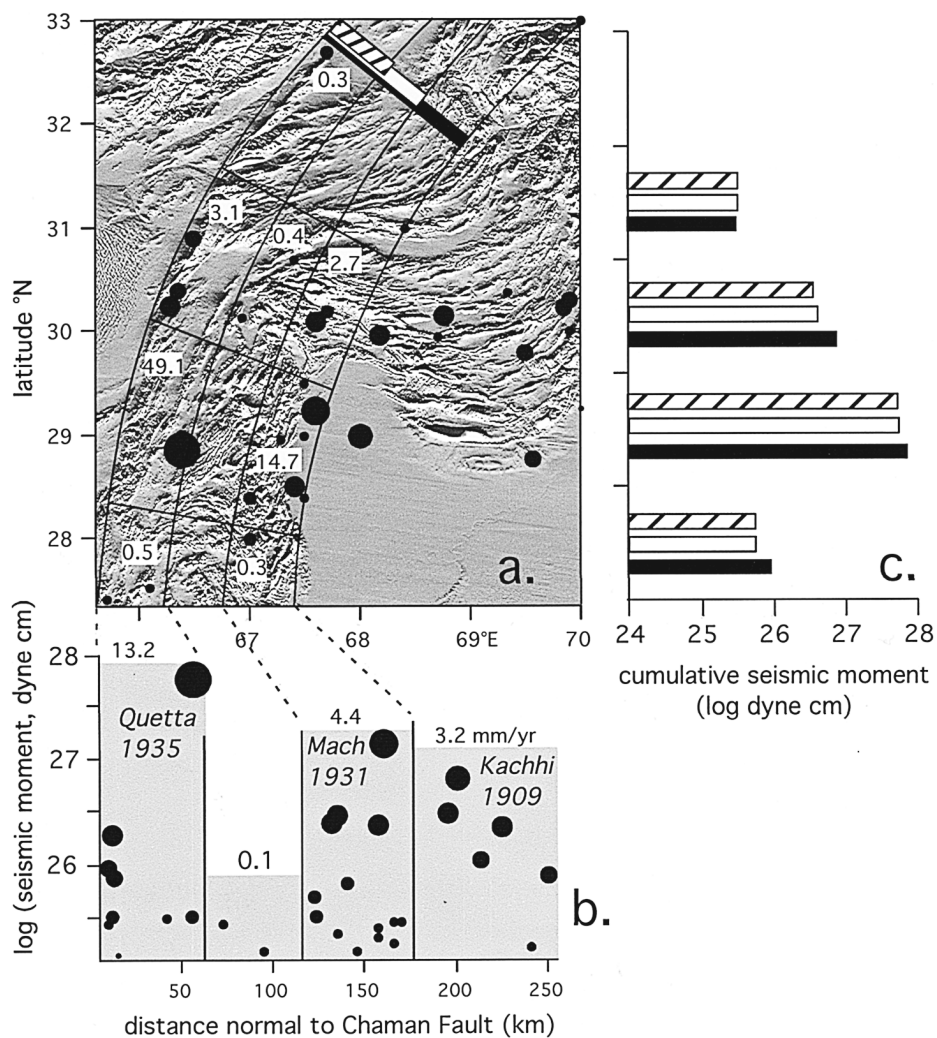 33
32
31
30
29
28
latitude °N
0.3
3.1
0.4
2.7
49.1
14.7
0.5
0.3
a.
67
68
69°E
70
c.
24
25
26
27
28
cumulative seismic moment
(log dyne cm)
28
27
26
log (seismic moment, dyne cm)
13.2
Quetta
1935
0.1
4.4
Mach
1931
3.2 mm/yr
Kachhi
1909
b.
50
100
150
200
250
distance normal to Chaman Fault (km)